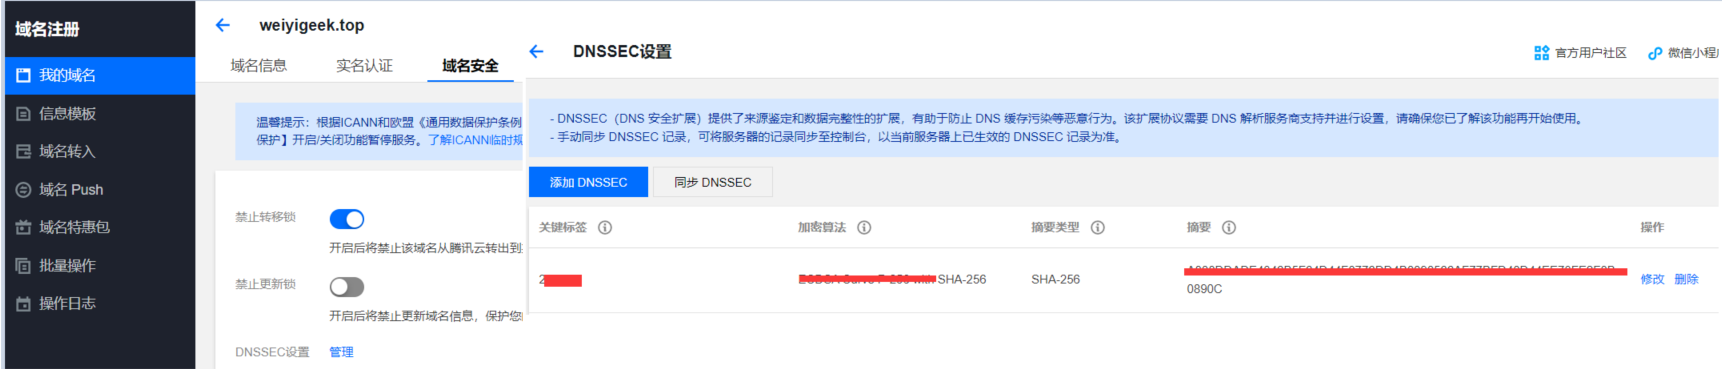 域名注册
我的域名
信息模板
域名转入
域名 Push
域名特惠包
批量操作
操作日志
weiyigeek.top
域名信息 实名认证 域名安全
温馨提示：根据ICANN和欧盟《通用数据保护条例
保护】开启/关闭功能暂停服务。了解ICANN临时规
禁止转移锁
开启后将禁止该域名从腾讯云转出到
禁止更新锁
开启后将禁止更新域名信息，保护您
DNSSEC设置 管理
DNSSEC设置
官方用户社区 微信小程
- DNSSEC（DNS 安全扩展）提供了来源鉴定和数据完整性的扩展，有助于防止 DNS 缓存污染等恶意行为。该扩展协议需要 DNS 解析服务商支持并进行设置，请确保您已了解该功能再开始使用。
- 手动同步 DNSSEC 记录，可将服务器的记录同步至控制台，以当前服务器上已生效的 DNSSEC 记录为准。
添加 DNSSEC 同步 DNSSEC
关键标签 加密算法 摘要类型 摘要 操作
2 SHA-256 SHA-256 修改 删除
0890C